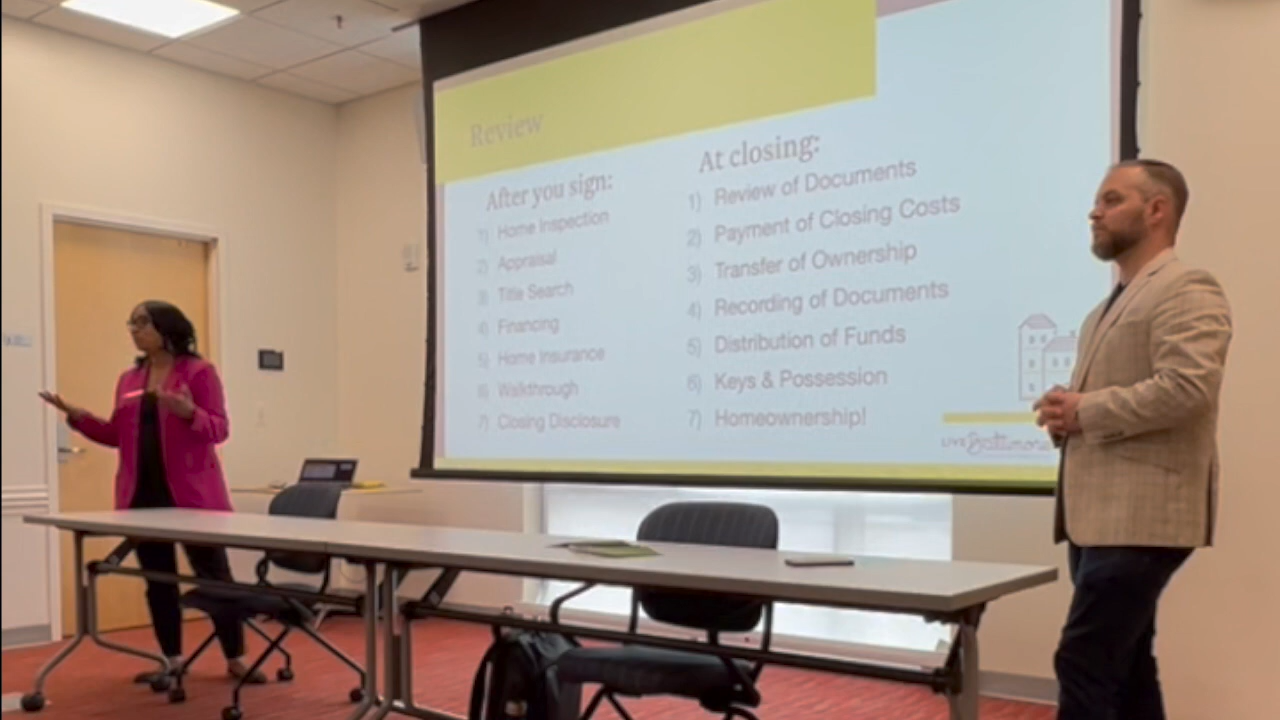 Review
After you sign:
1) Home Inspection
2) Appraisal
3) Title Search
4) Financing
5) Home Insurance
6) Walkthrough
7) Closing Disclosure
At closing:
1) Review of Documents
2) Payment of Closing Costs
3) Transfer of Ownership
4) Recording of Documents
5) Distribution of Funds
6) Keys & Possession
7) Homeownership!
LIVE Baltimore